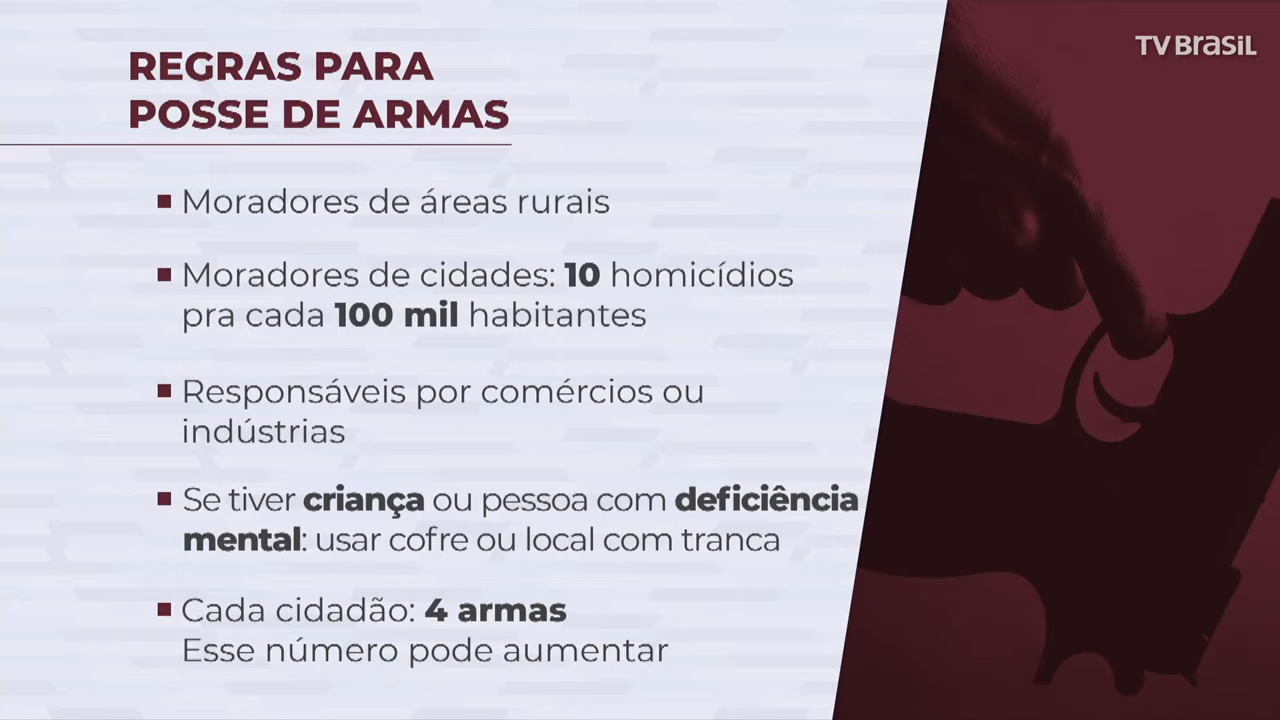 REGRAS PARA
POSSE DE ARMAS
TV BRASIL
Moradores de áreas rurais
Moradores de cidades: 10 homicídios
pra cada 100 mil habitantes
Responsáveis por comércios ou
indústrias
Se tiver criança ou pessoa com deficiência
mental: usar cofre ou local com tranca
Cada cidadão: 4 armas
Esse número pode aumentar